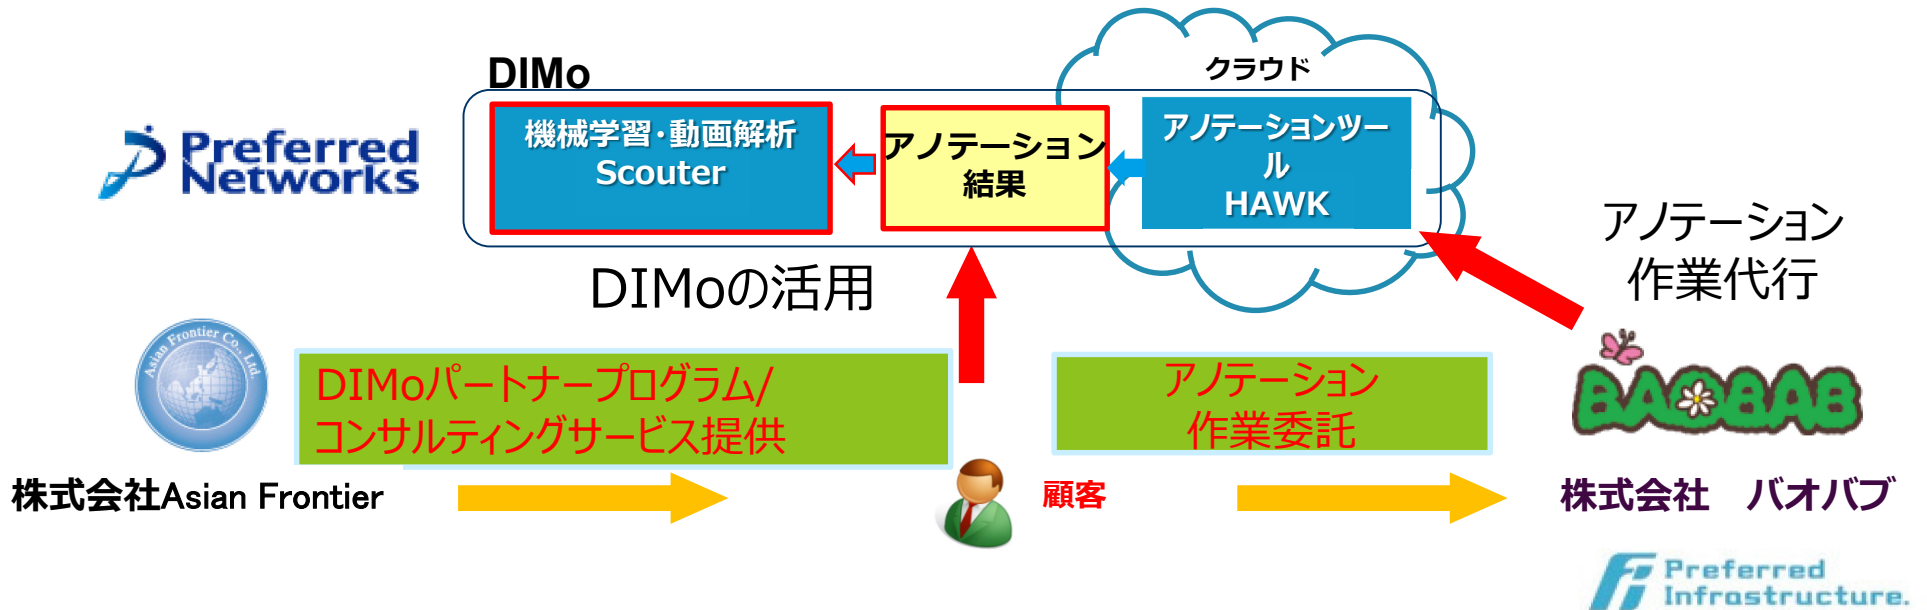 クラウド
DIMo
機械学習・動画解析
Scouter
アノテーション
結果
アノテーションツー
ル
HAWK
Preferred
Networks
アノテーション
作業代行
DIMoの活用
Asian Frontier Co., Ltd.
DIMoパートナープログラム/
コンサルティングサービス提供
アノテーション
作業委託
BAOBAB
株式会社Asian Frontier
顧客
株式会社　バオバブ
Preferred
Infrastructure.